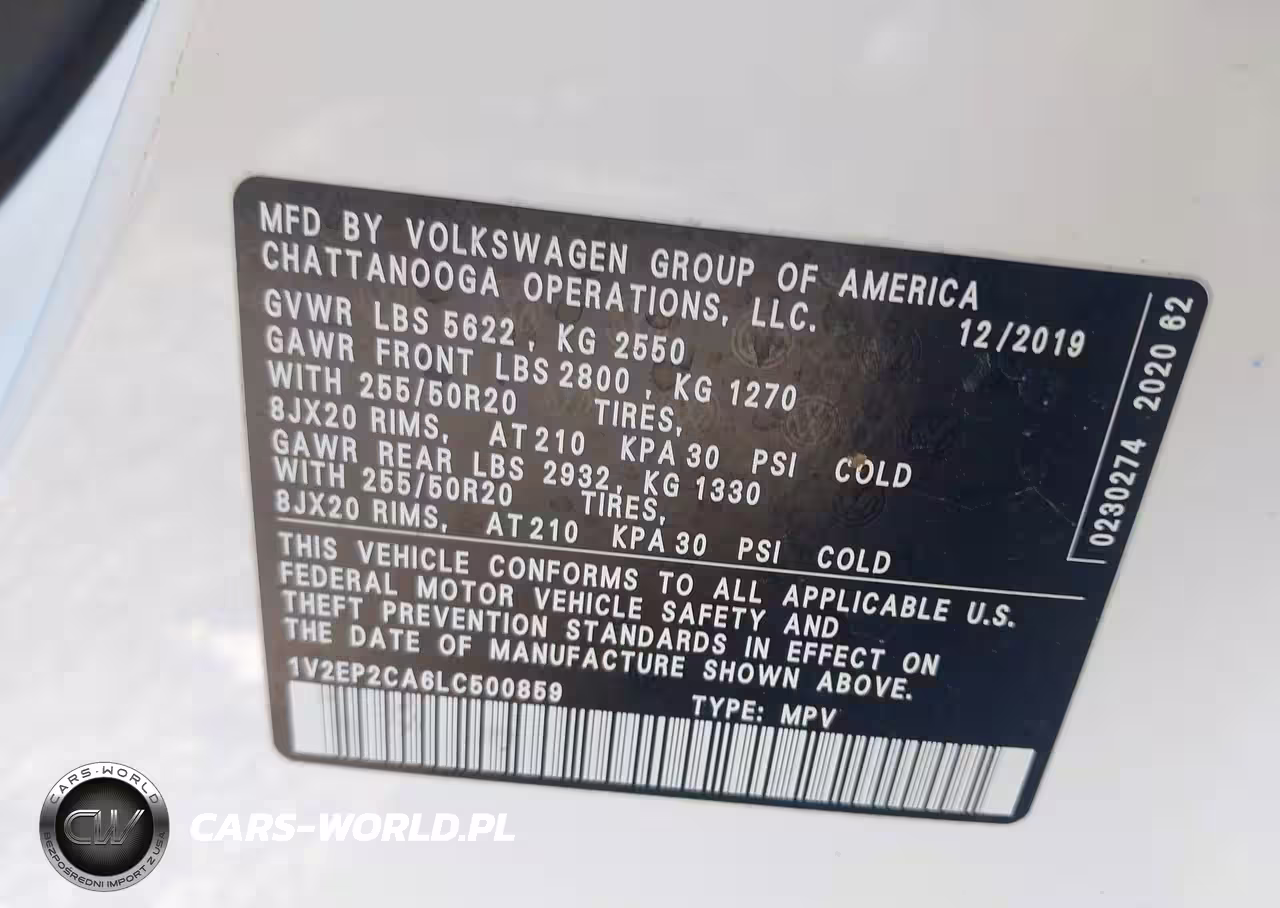 MFD BY VOLKSWAGEN GROUP OF AMERICA
CHATTANOOGA OPERATIONS, LLC.
12/2019
GVWR LBS 5622 , KG 2550
GAWR FRONT LBS 2800 , KG 1270
WITH 255/50R20 TIRES,
8JX20 RIMS, AT 210 KPA 30 PSI COLD
GAWR REAR LBS 2932, KG 1330
WITH 255/50R20 TIRES,
8JX20 RIMS, AT 210 KPA 30 PSI COLD
THIS VEHICLE CONFORMS TO ALL APPLICABLE U.S.
FEDERAL MOTOR VEHICLE SAFETY AND
THEFT PREVENTION STANDARDS IN EFFECT ON
THE DATE OF MANUFACTURE SHOWN ABOVE.
1V2EP2CA6LC500859 TYPE: MPV
0230274 2020 62
CARS-WORLD
CW
BEZPOŚREDNI IMPORT Z USA
CARS-WORLD.PL